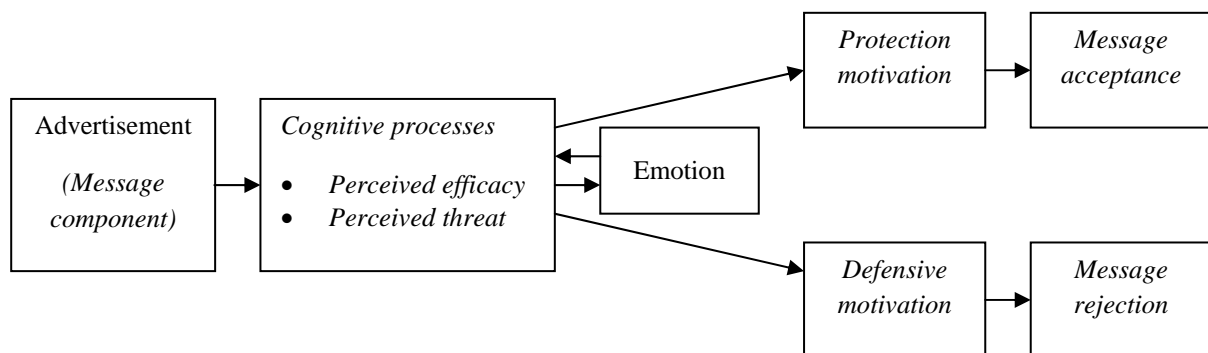 Advertisement
(Message
component)
Cognitive processes
• Perceived efficacy
• Perceived threat
Emotion
Protection
motivation
Message
acceptance
Defensive
motivation
Message
rejection